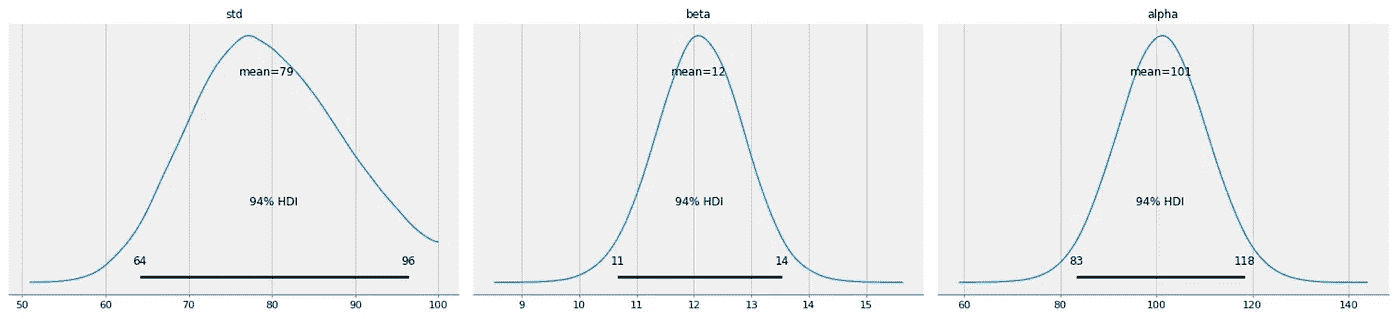 std
mean=79
94% HDI
64 96
50 60 70 80 90 100
beta
mean=12
94% HDI
11 14
9 10 11 12 13 14 15
alpha
mean=101
94% HDI
83 118
60 80 100 120 140